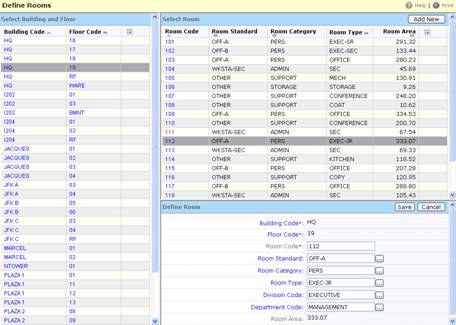 Define Rooms
Help | Print
Select Building and Floor
Building Code Floor Code
HQ 16
HQ 17
HQ 18
HQ 19
HQ RF
HQ WARE
I202 01
I202 03
I202 BMNT
I204 01
I204 02
I204 RF
JACQUES 01
JACQUES 02
JACQUES 03
JFK A 03
JFK A 04
JFK B 05
JFK B 06
JFK C 03
JFK C 04
JFK C RF
MARCEL 01
MARCEL 02
NTOWER 01
PLAZA 1 01
PLAZA 1 11
PLAZA 1 12
PLAZA 1 13
PLAZA 2 08
PLAZA 2 09
Select Room
Add New
Room Code Room Standard Room Category Room Type Room Area
101 OFF-A PERS EXEC-SR 291.32
102 OFF-B PERS EXEC-SEC 133.44
103 OFF-A PERS OFFICE 280.23
104 WKSTA-SEC ADMIN SEC 45.69
105 OTHER SUPPORT MECH 130.91
106 OTHER STORAGE STORAGE 9.26
107 OTHER SUPPORT CONFERENCE 248.20
108 OTHER SUPPORT COAT 10.62
109 OFF-A PERS OFFICE 334.53
110 OTHER SUPPORT CONFERENCE 200.70
111 WKSTA-SEC ADMIN SEC 67.54
112 OFF-A PERS EXEC-JR 333.07
113 WKSTA-SEC ADMIN SEC 69.33
114 OTHER SUPPORT KITCHEN 118.52
115 OFF-B PERS OFFICE 207.28
116 OTHER SUPPORT COPY 120.95
117 OFF-B PERS OFFICE 288.80
118 WKSTA-SEC ADMIN SEC 105.43
Define Room
Save Cancel
Building Code*: HQ
Floor Code*: 19
Room Code*: 112
Room Standard: OFF-A ...
Room Category: PERS ...
Room Type: EXEC-JR ...
Division Code: EXECUTIVE ...
Department Code: MANAGEMENT ...
Room Area: 333.07